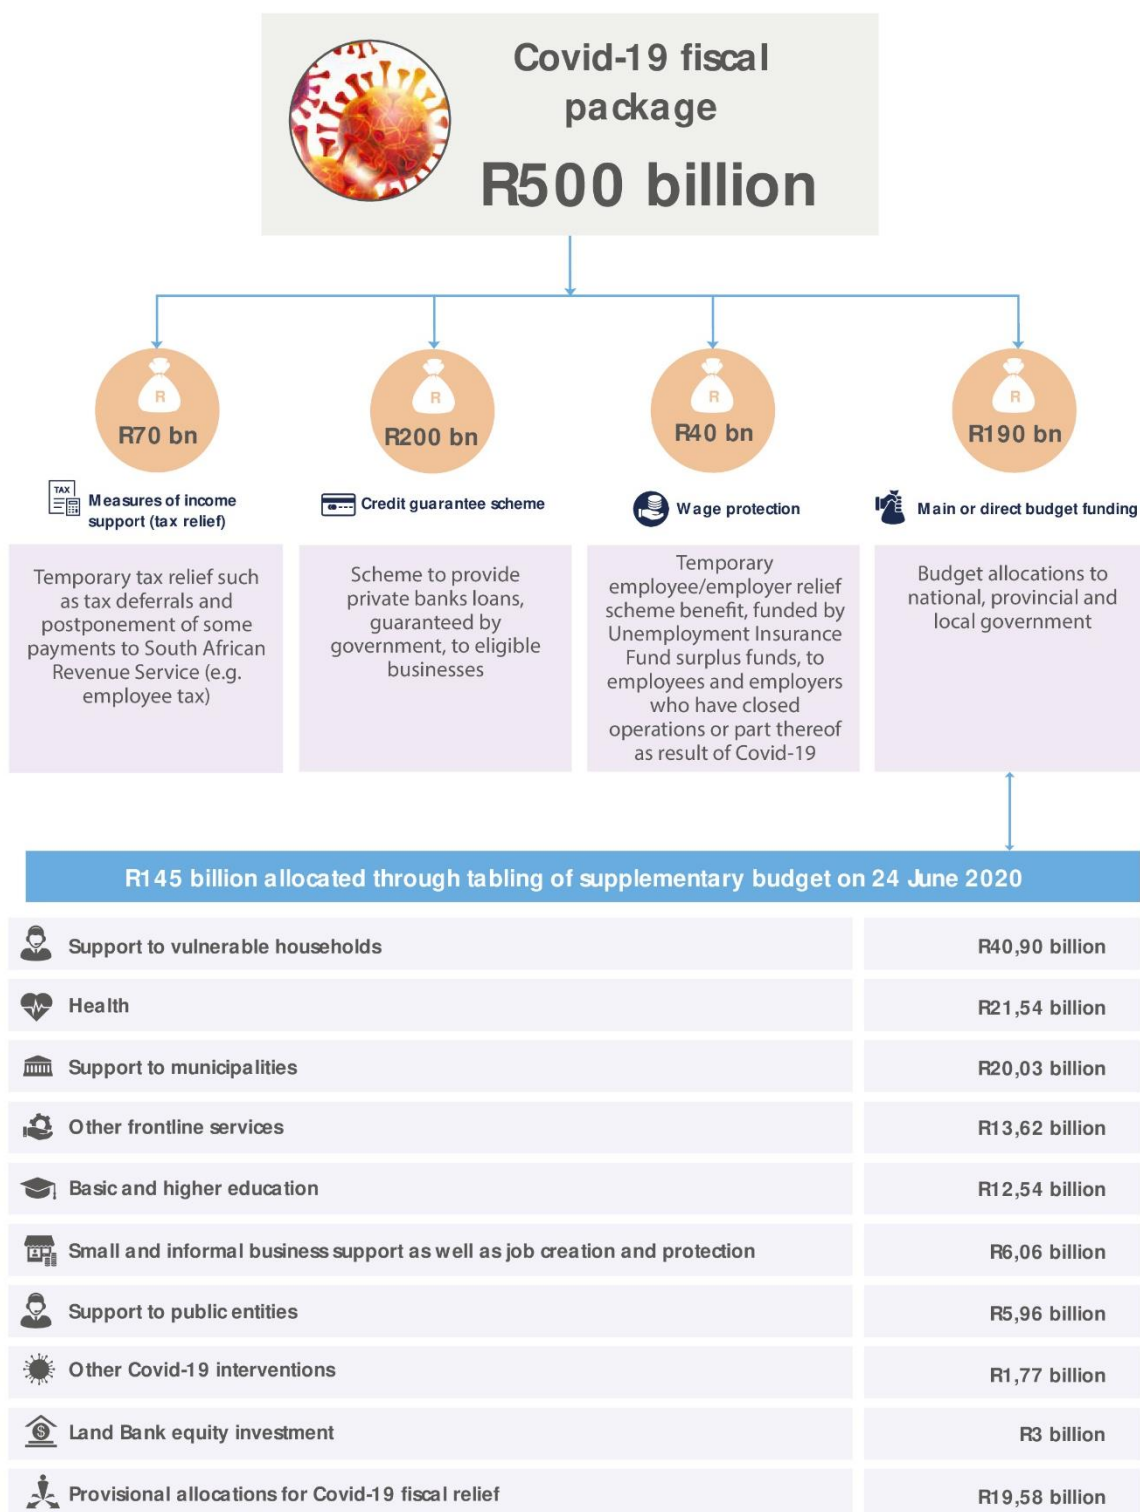 Covid-19 fiscal
package
R500 billion
R
R70 bn
R
R200 bn
R
R40 bn
R
R190 bn
TAX
Measures of income
support (tax relief)
Credit guarantee scheme
Wage protection
Main or direct budget funding
Temporary tax relief such
as tax deferrals and
postponement of some
payments to South African
Revenue Service (e.g.
employee tax)
Scheme to provide
private banks loans,
guaranteed by
government, to eligible
businesses
Temporary
employee/employer relief
scheme benefit, funded by
Unemployment Insurance
Fund surplus funds, to
employees and employers
who have closed
operations or part thereof
as result of Covid-19
Budget allocations to
national, provincial and
local government
R145 billion allocated through tabling of supplementary budget on 24 June 2020
Support to vulnerable households R40,90 billion
Health R21,54 billion
Support to municipalities R20,03 billion
Other frontline services R13,62 billion
Basic and higher education R12,54 billion
Small and informal business support as well as job creation and protection R6,06 billion
Support to public entities R5,96 billion
Other Covid-19 interventions R1,77 billion
Land Bank equity investment R3 billion
Provisional allocations for Covid-19 fiscal relief R19,58 billion